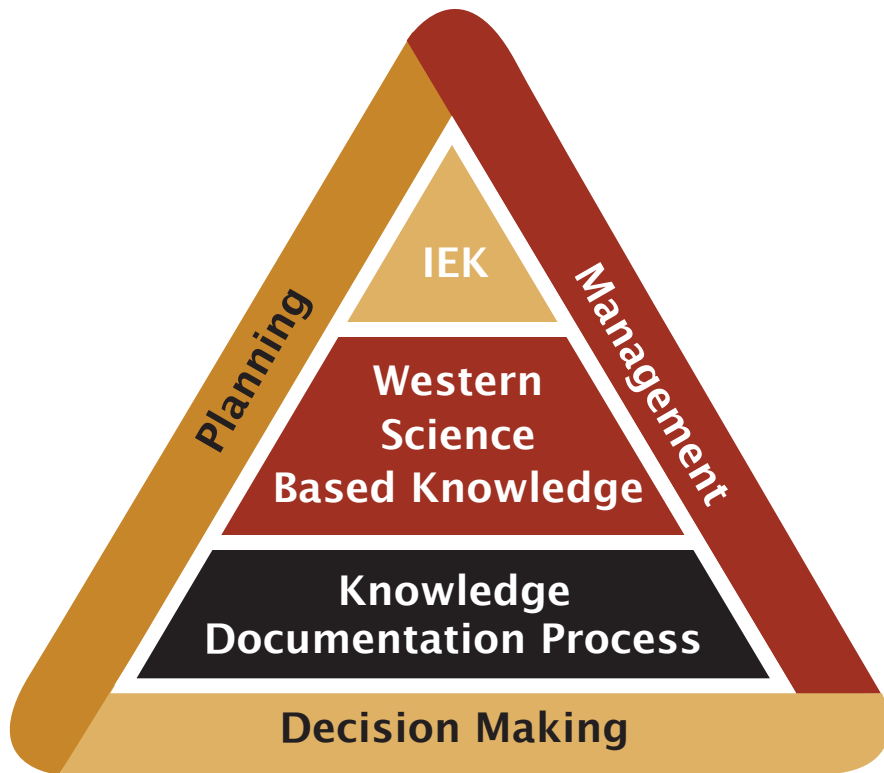 IEK
Planning
Management
Western
Science
Based Knowledge
Knowledge
Documentation Process
Decision Making